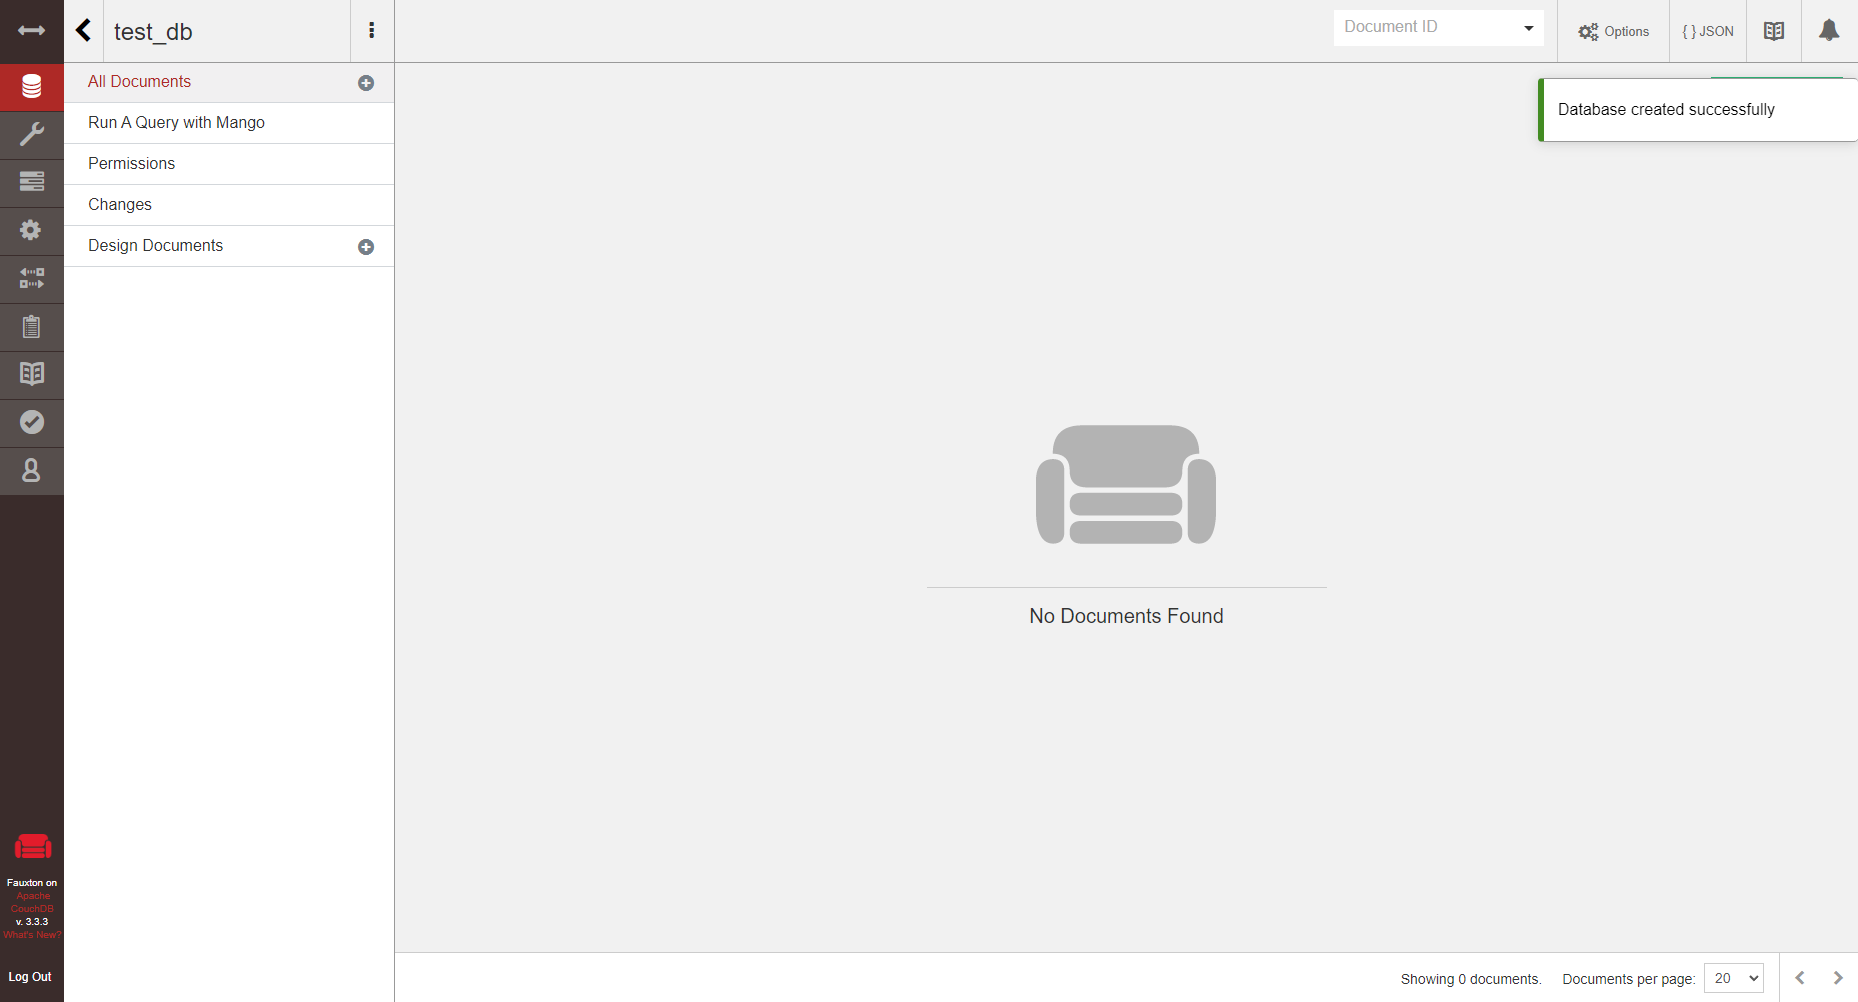 test_db
Document ID
Options
{ } JSON
All Documents
Run A Query with Mango
Permissions
Changes
Design Documents
Database created successfully
No Documents Found
Fauxton on
Apache
CouchDB
v. 3.3.3
What's New?
Log Out
Showing 0 documents.
Documents per page: 20